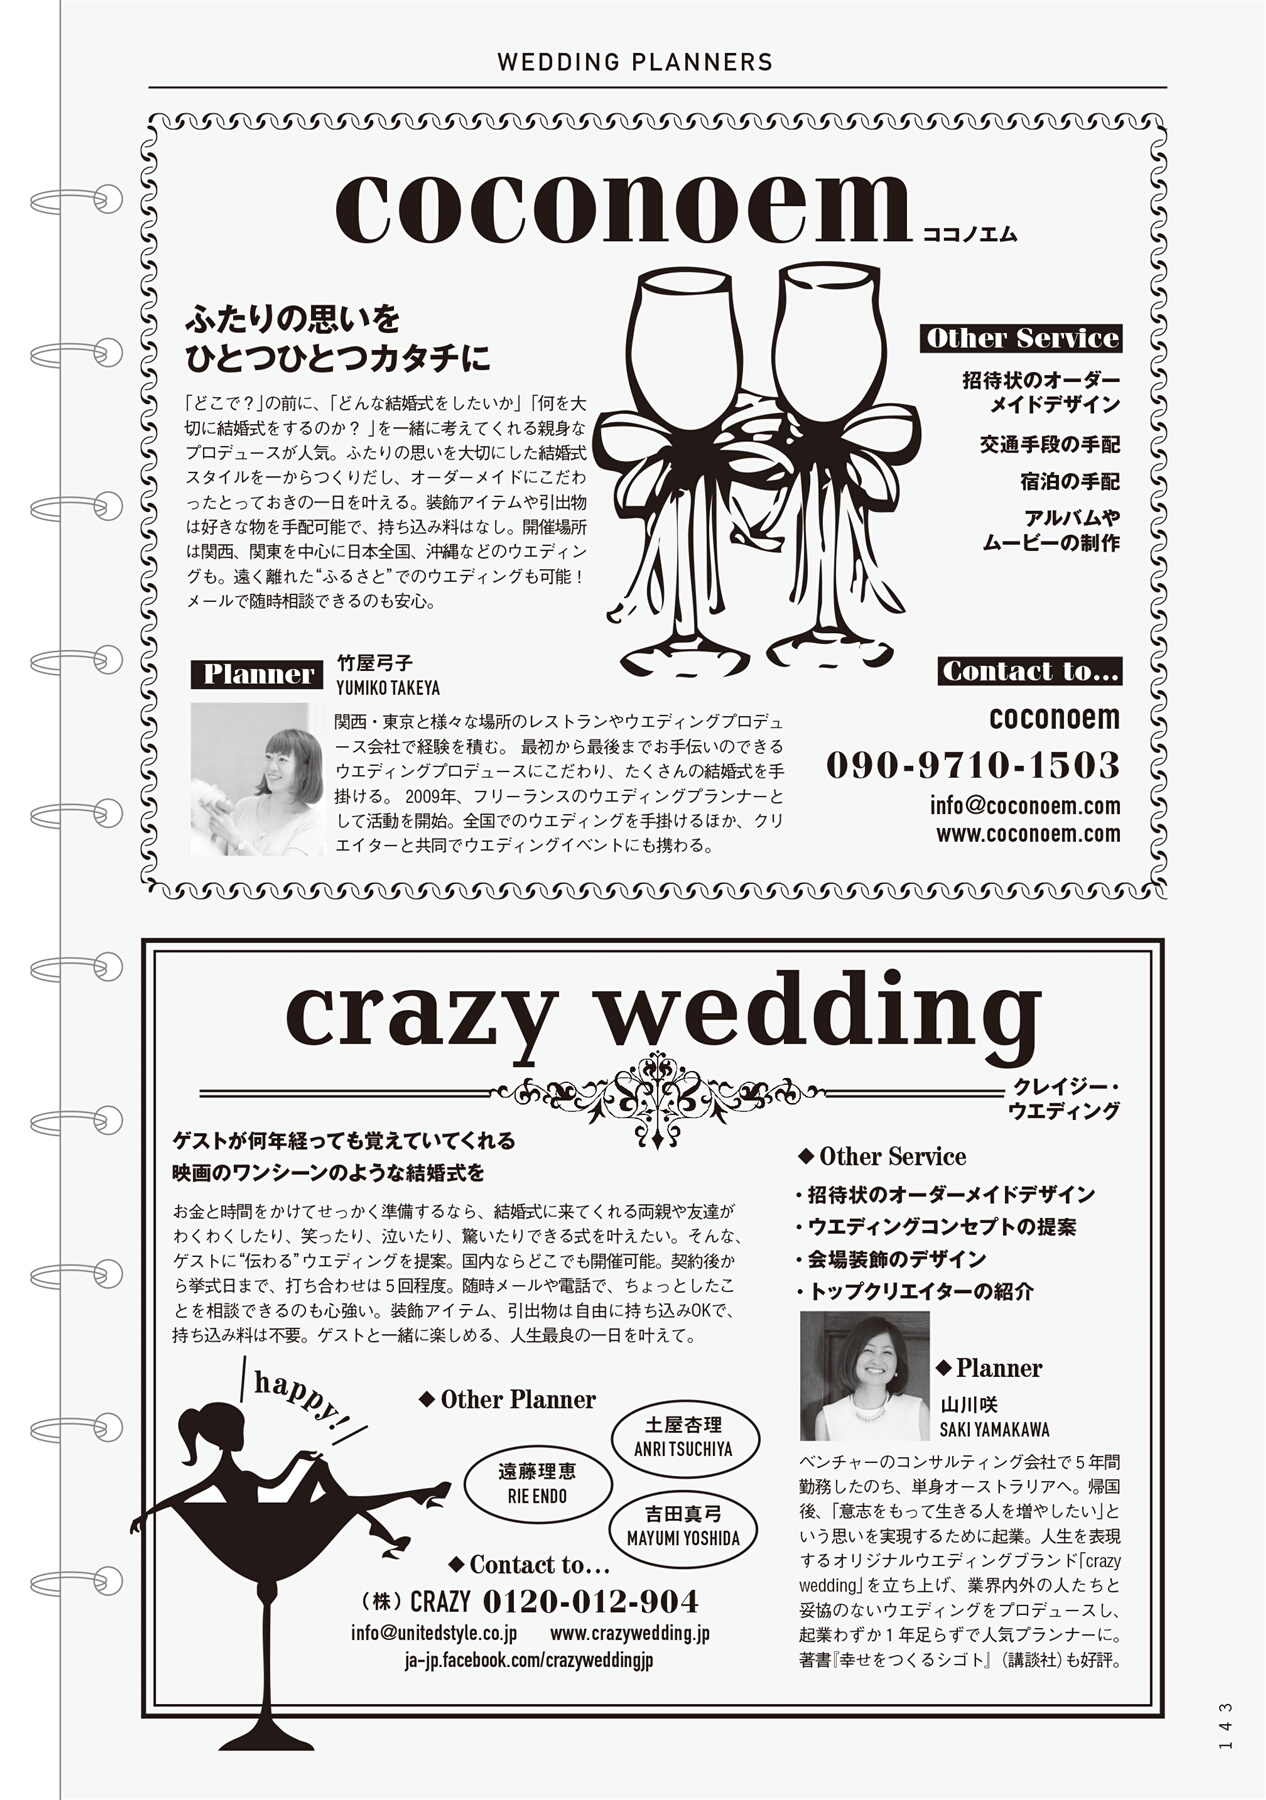 WEDDING PLANNERS
coconoem
ココノエム
ふたりの思いを
ひとつひとつカタチに
「どこで？」の前に、「どんな結婚式をしたいか」「何を大
切に結婚式をするのか？」を一緒に考えてくれる親身な
プロデュースが人気。ふたりの思いを大切にした結婚式
スタイルを一からつくりだし、オーダーメイドにこだわ
ったとっておきの一日を叶える。装飾アイテムや引出物
は好きな物を手配可能で、持ち込み料はなし。開催場所
は関西、関東を中心に日本全国、沖縄などのウエディン
グも。遠く離れた“ふるさと”でのウエディングも可能！
メールで随時相談できるのも安心。
Other Service
招待状のオーダー
メイドデザイン
交通手段の手配
宿泊の手配
アルバムや
ムービーの制作
Planner
竹屋弓子
YUMIKO TAKEYA
関西・東京と様々な場所のレストランやウエディングプロデュ
ース会社で経験を積む。 最初から最後までお手伝いのできる
ウエディングプロデュースにこだわり、たくさんの結婚式を手
掛ける。 2009年、フリーランスのウエディングプランナーと
して活動を開始。全国でのウエディングを手掛けるほか、クリ
エイターと共同でウエディングイベントにも携わる。
Contact to...
coconoem
090-9710-1503
info@coconoem.com
www.coconoem.com
crazy wedding
クレイジー・
ウエディング
ゲストが何年経っても覚えていてくれる
映画のワンシーンのような結婚式を
お金と時間をかけてせっかく準備するなら、結婚式に来てくれる両親や友達が
わくわくしたり、笑ったり、泣いたり、驚いたりできる式を叶えたい。そんな、
ゲストに“伝わる”ウエディングを提案。国内ならどこでも開催可能。契約後か
ら挙式日まで、打ち合わせは5回程度。随時メールや電話で、ちょっとしたこ
とを相談できるのも心強い。装飾アイテム、引出物は自由に持ち込みOKで、
持ち込み料は不要。ゲストと一緒に楽しめる、人生最良の一日を叶えて。
◆Other Service
・招待状のオーダーメイドデザイン
・ウエディングコンセプトの提案
・会場装飾のデザイン
・トップクリエイターの紹介
◆Planner
山川咲
SAKI YAMAKAWA
ベンチャーのコンサルティング会社で5年間
勤務したのち、単身オーストラリアへ。帰国
後、「意志をもって生きる人を増やしたい」と
いう思いを実現するために起業。人生を表現
するオリジナルウエディングブランド「crazy
wedding」を立ち上げ、業界内外の人たちと
妥協のないウエディングをプロデュースし、
起業わずか1年足らずで人気プランナーに。
著書『幸せをつくるシゴト』（講談社）も好評。
happy!
◆Other Planner
土屋杏理
ANRI TSUCHIYA
遠藤理恵
RIE ENDO
吉田真弓
MAYUMI YOSHIDA
◆Contact to...
（株）CRAZY 0120-012-904
info@unitedstyle.co.jp www.crazywedding.jp
ja-jp.facebook.com/crazyweddingjp
143